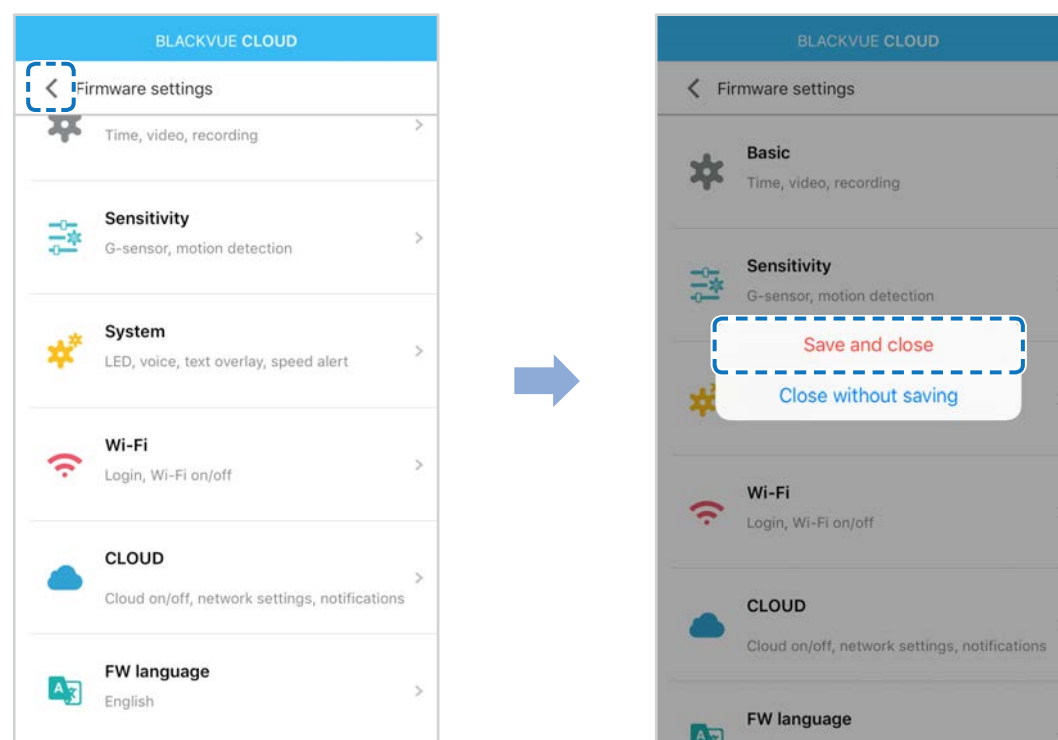 BLACKVUE CLOUD
Firmware settings
Time, video, recording
Sensitivity
G-sensor, motion detection
System
LED, voice, text overlay, speed alert
Wi-Fi
Login, Wi-Fi on/off
CLOUD
Cloud on/off, network settings, notifications
FW language
English
BLACKVUE CLOUD
Firmware settings
Basic
Time, video, recording
Sensitivity
G-sensor, motion detection
Save and close
Close without saving
Wi-Fi
Login, Wi-Fi on/off
CLOUD
Cloud on/off, network settings, notifications
FW language